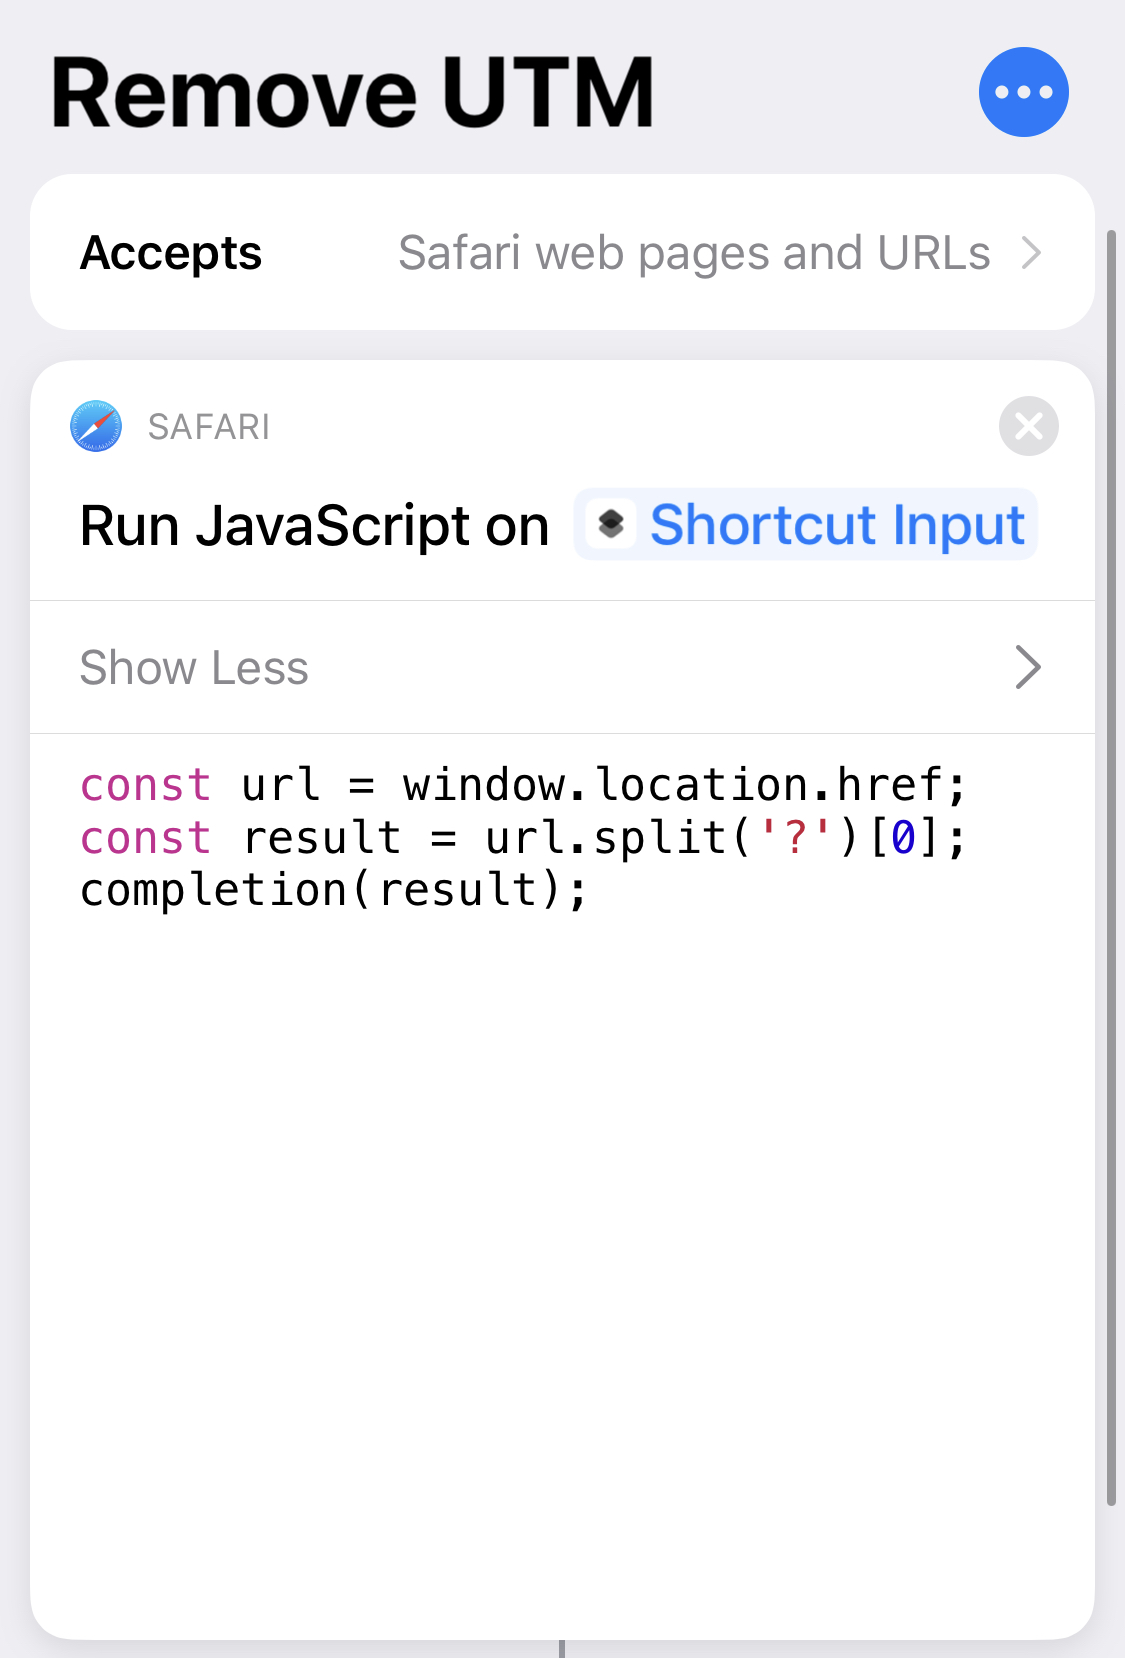 Remove UTM
Accepts Safari web pages and URLs
SAFARI
Run JavaScript on Shortcut Input
Show Less
const url = window.location.href;
const result = url.split('?')[0];
completion(result);